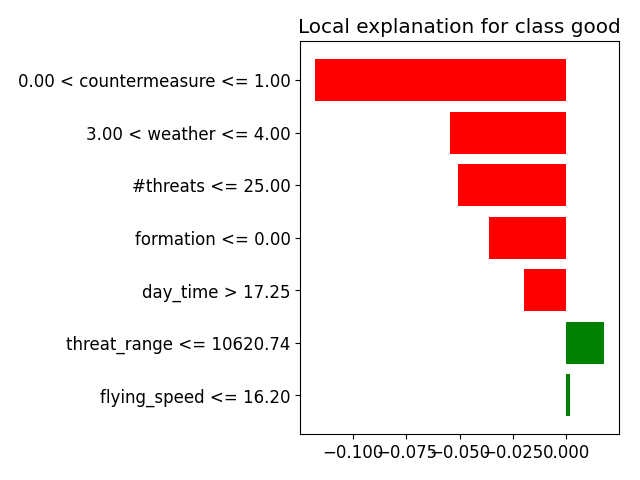 Local explanation for class good
0.00 < countermeasure <= 1.00
3.00 < weather <= 4.00
#threats <= 25.00
formation <= 0.00
day_time > 17.25
threat_range <= 10620.74
flying_speed <= 16.20
−0.100 −0.075 −0.050 −0.025 0.000